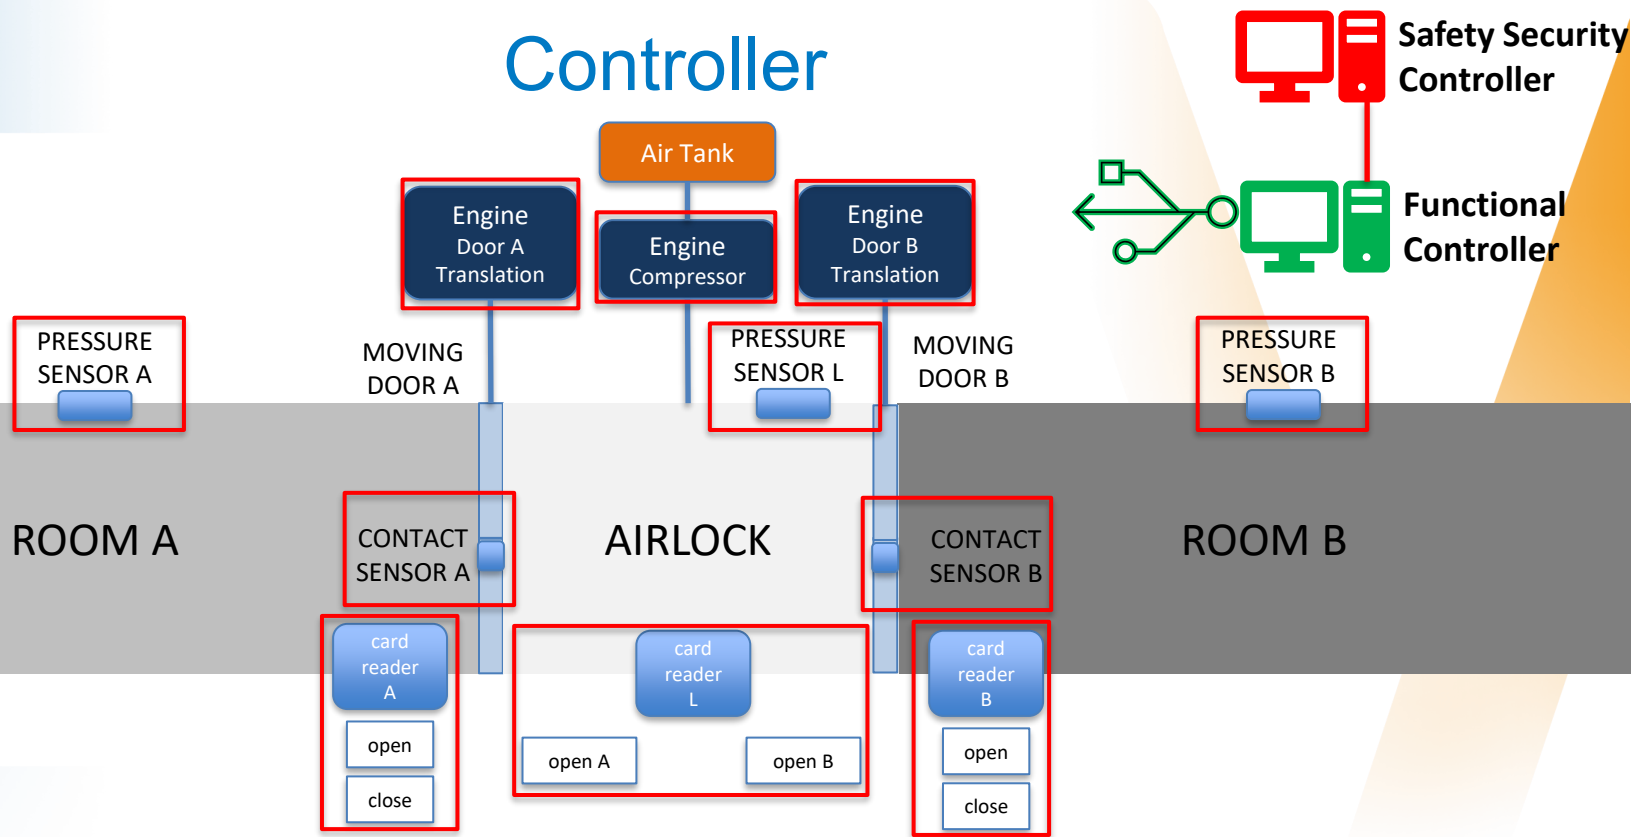 Controller
Safety Security
Controller
Functional
Controller
Air Tank
Engine
Door A
Translation
Engine
Compressor
Engine
Door B
Translation
PRESSURE
SENSOR A
MOVING
DOOR A
PRESSURE
SENSOR L
MOVING
DOOR B
PRESSURE
SENSOR B
ROOM A
CONTACT
SENSOR A
AIRLOCK
CONTACT
SENSOR B
ROOM B
card
reader
A
open
close
card
reader
L
open A
open B
card
reader
B
open
close